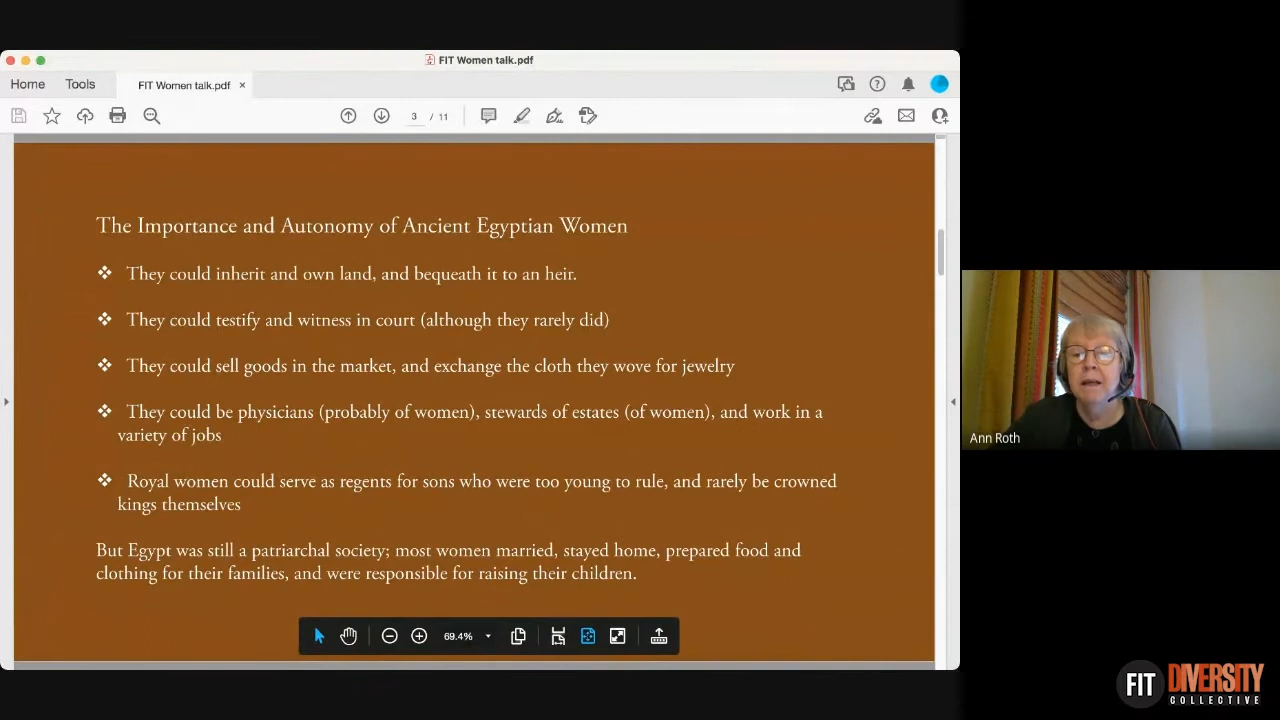 FIT Women talk.pdf
Home
Tools
FIT Women talk.pdf ×
3 / 11
The Importance and Autonomy of Ancient Egyptian Women
❖ They could inherit and own land, and bequeath it to an heir.
❖ They could testify and witness in court (although they rarely did)
❖ They could sell goods in the market, and exchange the cloth they wove for jewelry
❖ They could be physicians (probably of women), stewards of estates (of women), and work in a
variety of jobs
❖ Royal women could serve as regents for sons who were too young to rule, and rarely be crowned
kings themselves
But Egypt was still a patriarchal society; most women married, stayed home, prepared food and
clothing for their families, and were responsible for raising their children.
69.4%
Ann Roth
FIT DIVERSITY
COLLECTIVE